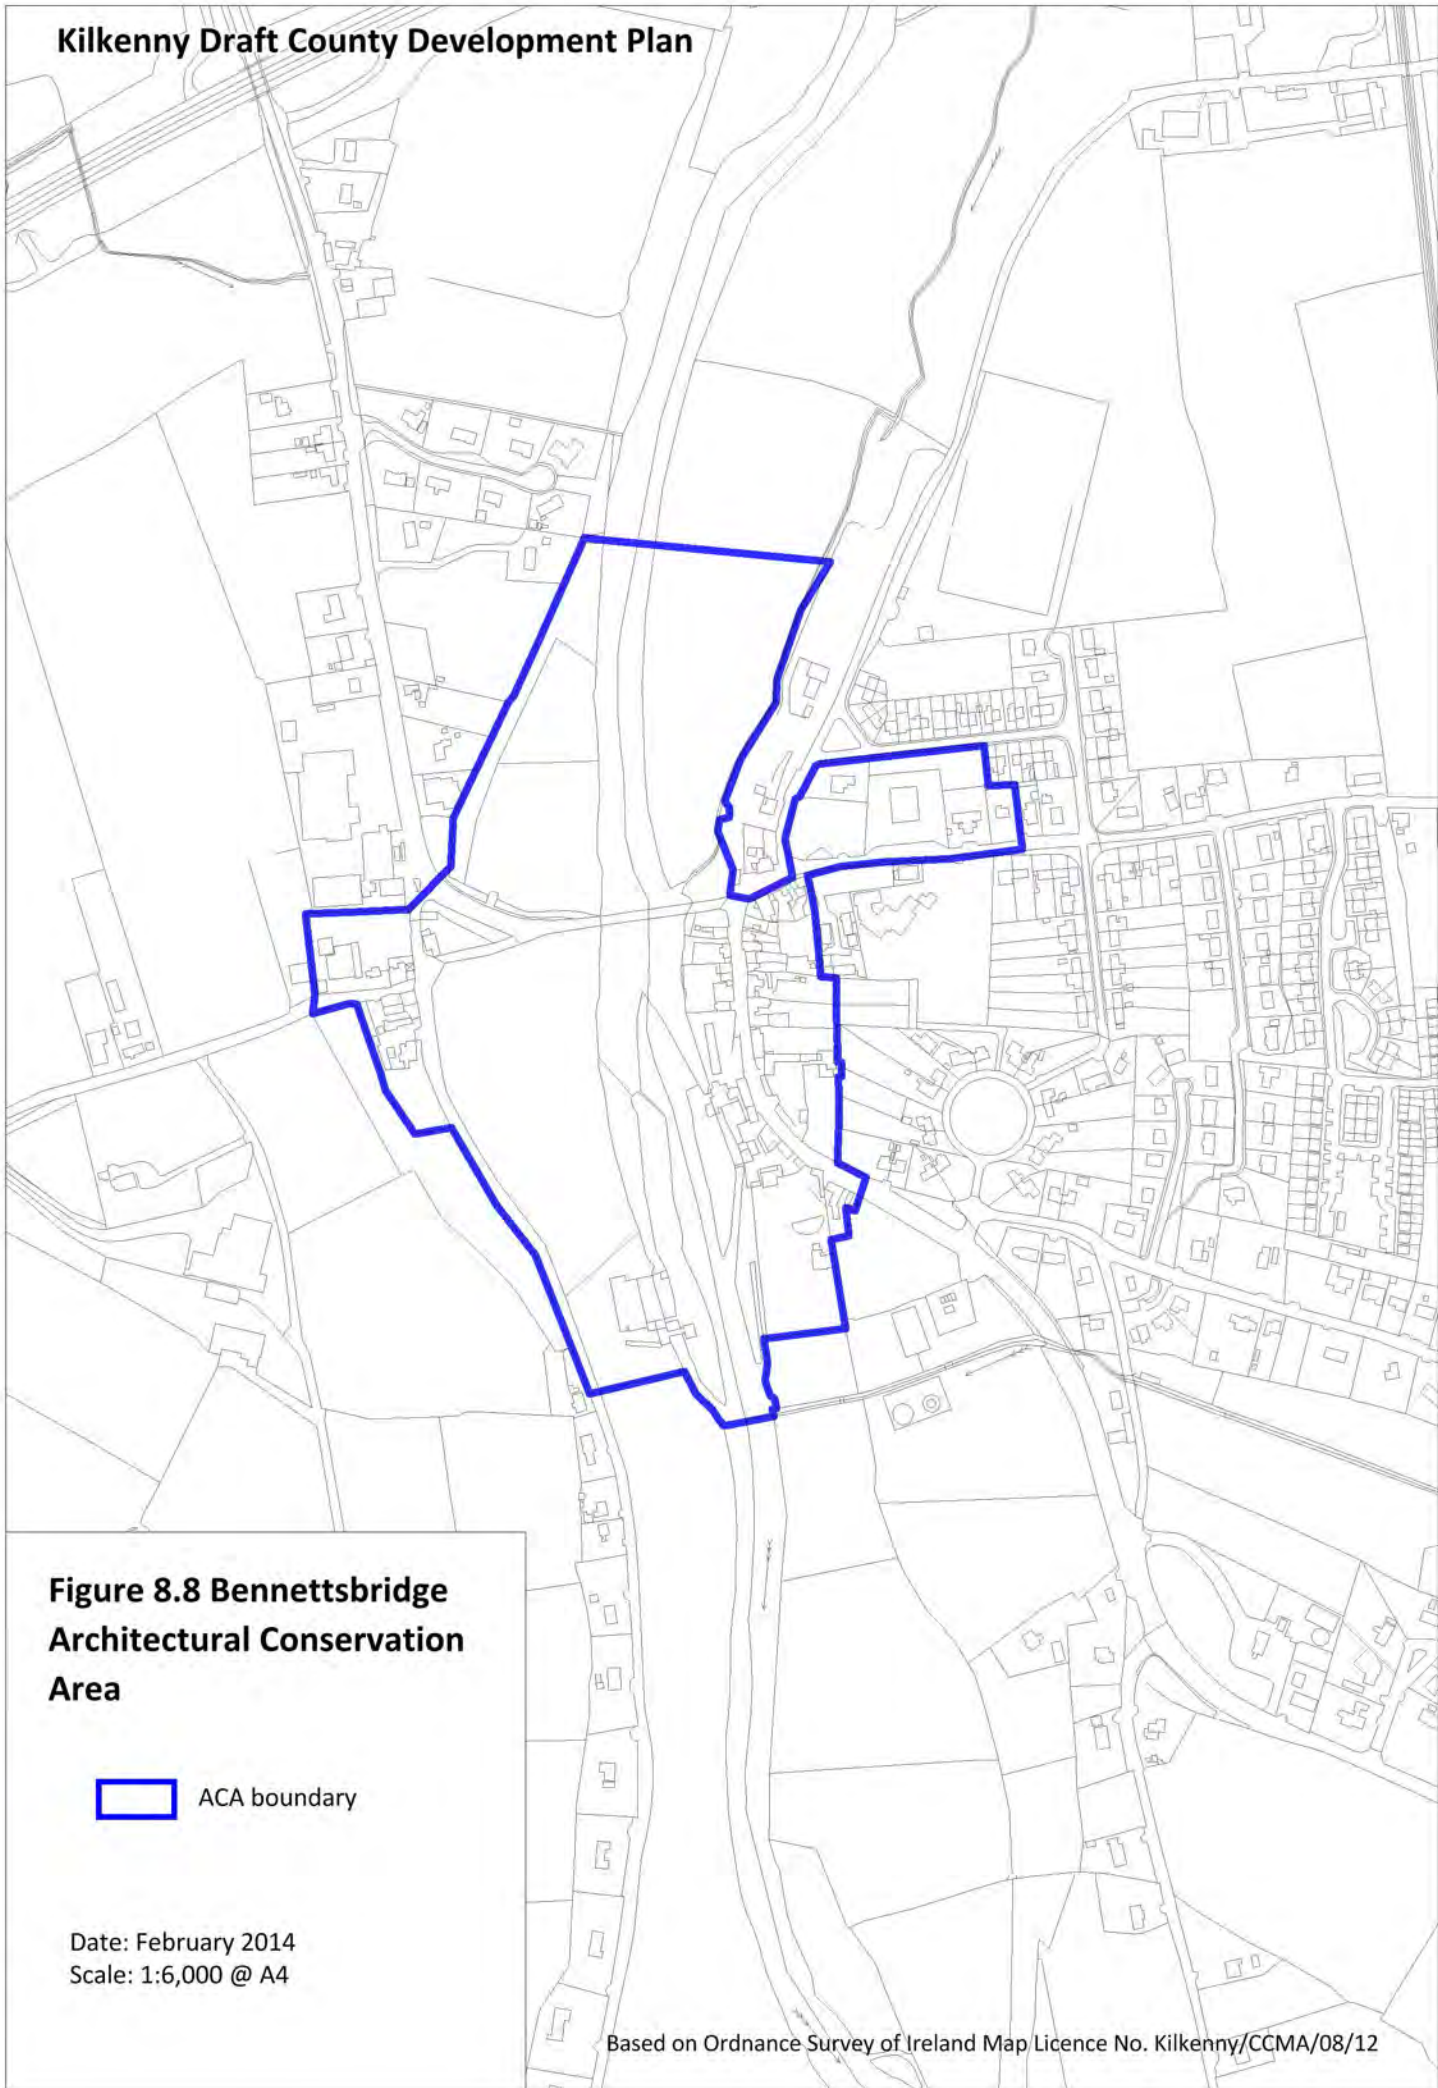 Kilkenny Draft County Development Plan
Figure 8.8 Bennettsbridge
Architectural Conservation
Area
ACA boundary
Date: February 2014
Scale: 1:6,000 @ A4
Based on Ordnance Survey of Ireland Map Licence No. Kilkenny/CCMA/08/12